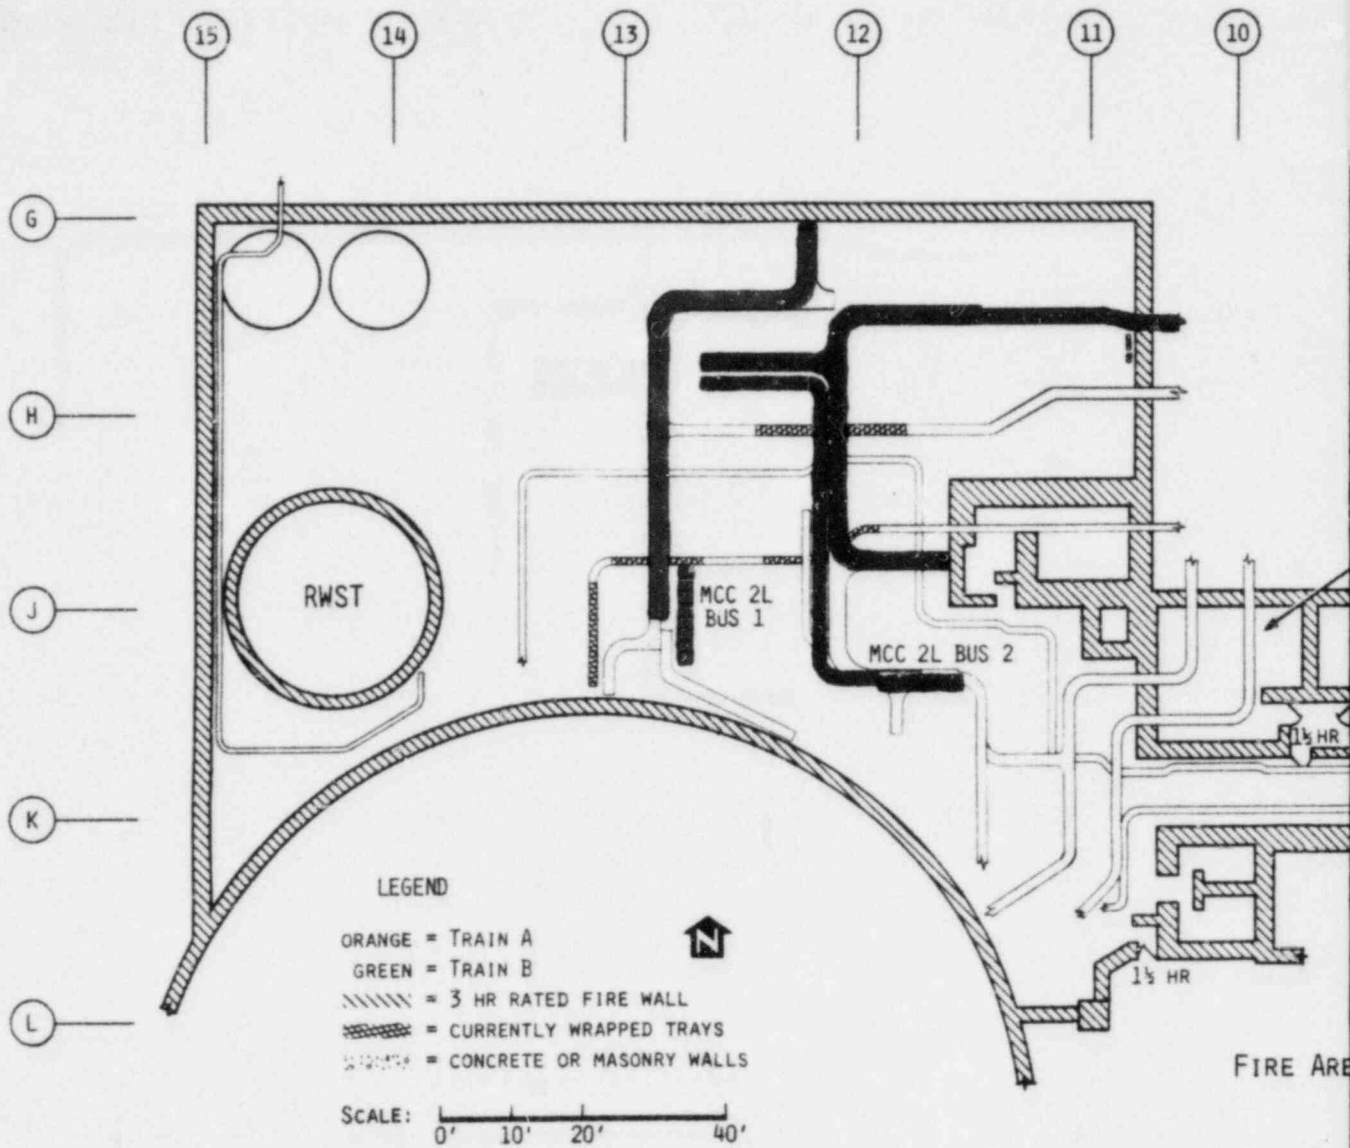 15 14 13 12 11 10
G
H
RWST
MCC 2L
BUS 1
J
MCC 2L BUS 2
1½ HR
K
LEGEND
ORANGE = TRAIN A
N
GREEN = TRAIN B
1½ HR
= 3 HR RATED FIRE WALL
L
= CURRENTLY WRAPPED TRAYS
= CONCRETE OR MASONRY WALLS
FIRE ARE
SCALE:
0' 10' 20' 40'